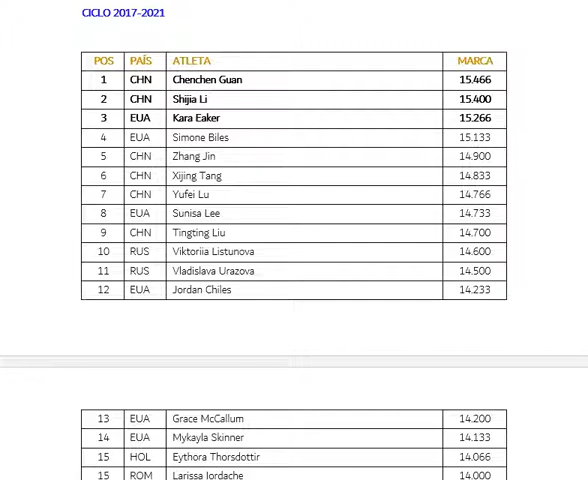 CICLO 2017-2021
POS PAÍS ATLETA MARCA
1 CHN Chenchen Guan 15.466
2 CHN Shijia Li 15.400
3 EUA Kara Eaker 15.266
4 EUA Simone Biles 15.133
5 CHN Zhang Jin 14.900
6 CHN Xijing Tang 14.833
7 CHN Yufei Lu 14.766
8 EUA Sunisa Lee 14.733
9 CHN Tingting Liu 14.700
10 RUS Viktoriia Listunova 14.600
11 RUS Vladislava Urazova 14.500
12 EUA Jordan Chiles 14.233
13 EUA Grace McCallum 14.200
14 EUA Mykayla Skinner 14.133
15 HOL Eythora Thorsdottir 14.066
15 ROM Larissa Iordache 14.000